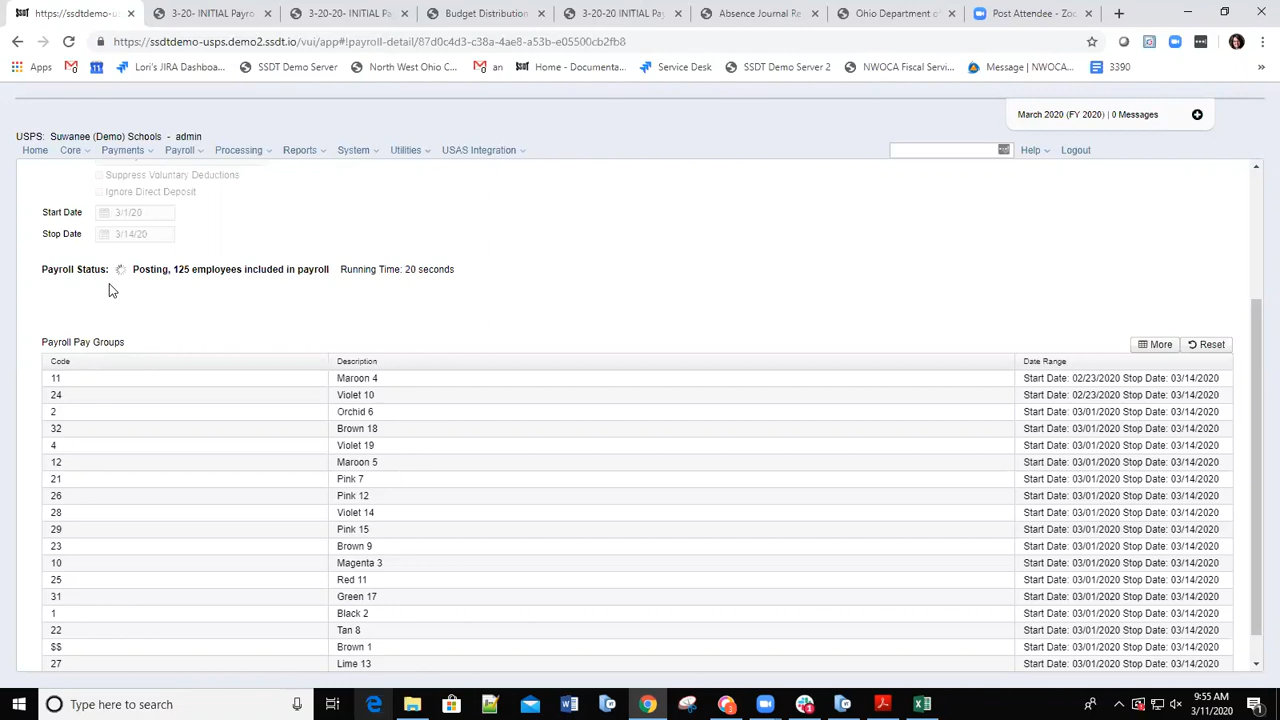 https://ssdtdemo-us
3-20- INITIAL Payro
3-20-20- INITIAL Pa
Budget Distribution
3-20-20 INITIAL Pa
Absence Journal Re
Ohio Department o
Post Attendee - Zoo
https://ssdtdemo-usps.demo2.ssdt.io/vui/app#!payroll-detail/87d0c4d3-c38a-4ae8-a53b-e05500cb2fb8
Apps
Lori's JIRA Dashboa...
SSDT Demo Server
North West Ohio C...
an
Home - Documenta...
Service Desk
SSDT Demo Server 2
NWOCA Fiscal Servi...
Message | NWOCA...
3390
March 2020 (FY 2020) | 0 Messages
USPS: Suwanee (Demo) Schools - admin
Home Core Payments Payroll Processing Reports System Utilities USAS Integration Help Logout
Suppress Voluntary Deductions
Ignore Direct Deposit
Start Date 3/1/20
Stop Date 3/14/20
Payroll Status: Posting, 125 employees included in payroll Running Time: 20 seconds
Payroll Pay Groups More Reset
Code Description Date Range
11 Maroon 4 Start Date: 02/23/2020 Stop Date: 03/14/2020
24 Violet 10 Start Date: 02/23/2020 Stop Date: 03/14/2020
2 Orchid 6 Start Date: 03/01/2020 Stop Date: 03/14/2020
32 Brown 18 Start Date: 03/01/2020 Stop Date: 03/14/2020
4 Violet 19 Start Date: 03/01/2020 Stop Date: 03/14/2020
12 Maroon 5 Start Date: 03/01/2020 Stop Date: 03/14/2020
21 Pink 7 Start Date: 03/01/2020 Stop Date: 03/14/2020
26 Pink 12 Start Date: 03/01/2020 Stop Date: 03/14/2020
28 Violet 14 Start Date: 03/01/2020 Stop Date: 03/14/2020
29 Pink 15 Start Date: 03/01/2020 Stop Date: 03/14/2020
23 Brown 9 Start Date: 03/01/2020 Stop Date: 03/14/2020
10 Magenta 3 Start Date: 03/01/2020 Stop Date: 03/14/2020
25 Red 11 Start Date: 03/01/2020 Stop Date: 03/14/2020
31 Green 17 Start Date: 03/01/2020 Stop Date: 03/14/2020
1 Black 2 Start Date: 03/01/2020 Stop Date: 03/14/2020
22 Tan 8 Start Date: 03/01/2020 Stop Date: 03/14/2020
$$ Brown 1 Start Date: 03/01/2020 Stop Date: 03/14/2020
27 Lime 13 Start Date: 03/01/2020 Stop Date: 03/14/2020
Type here to search
9:55 AM
3/11/2020